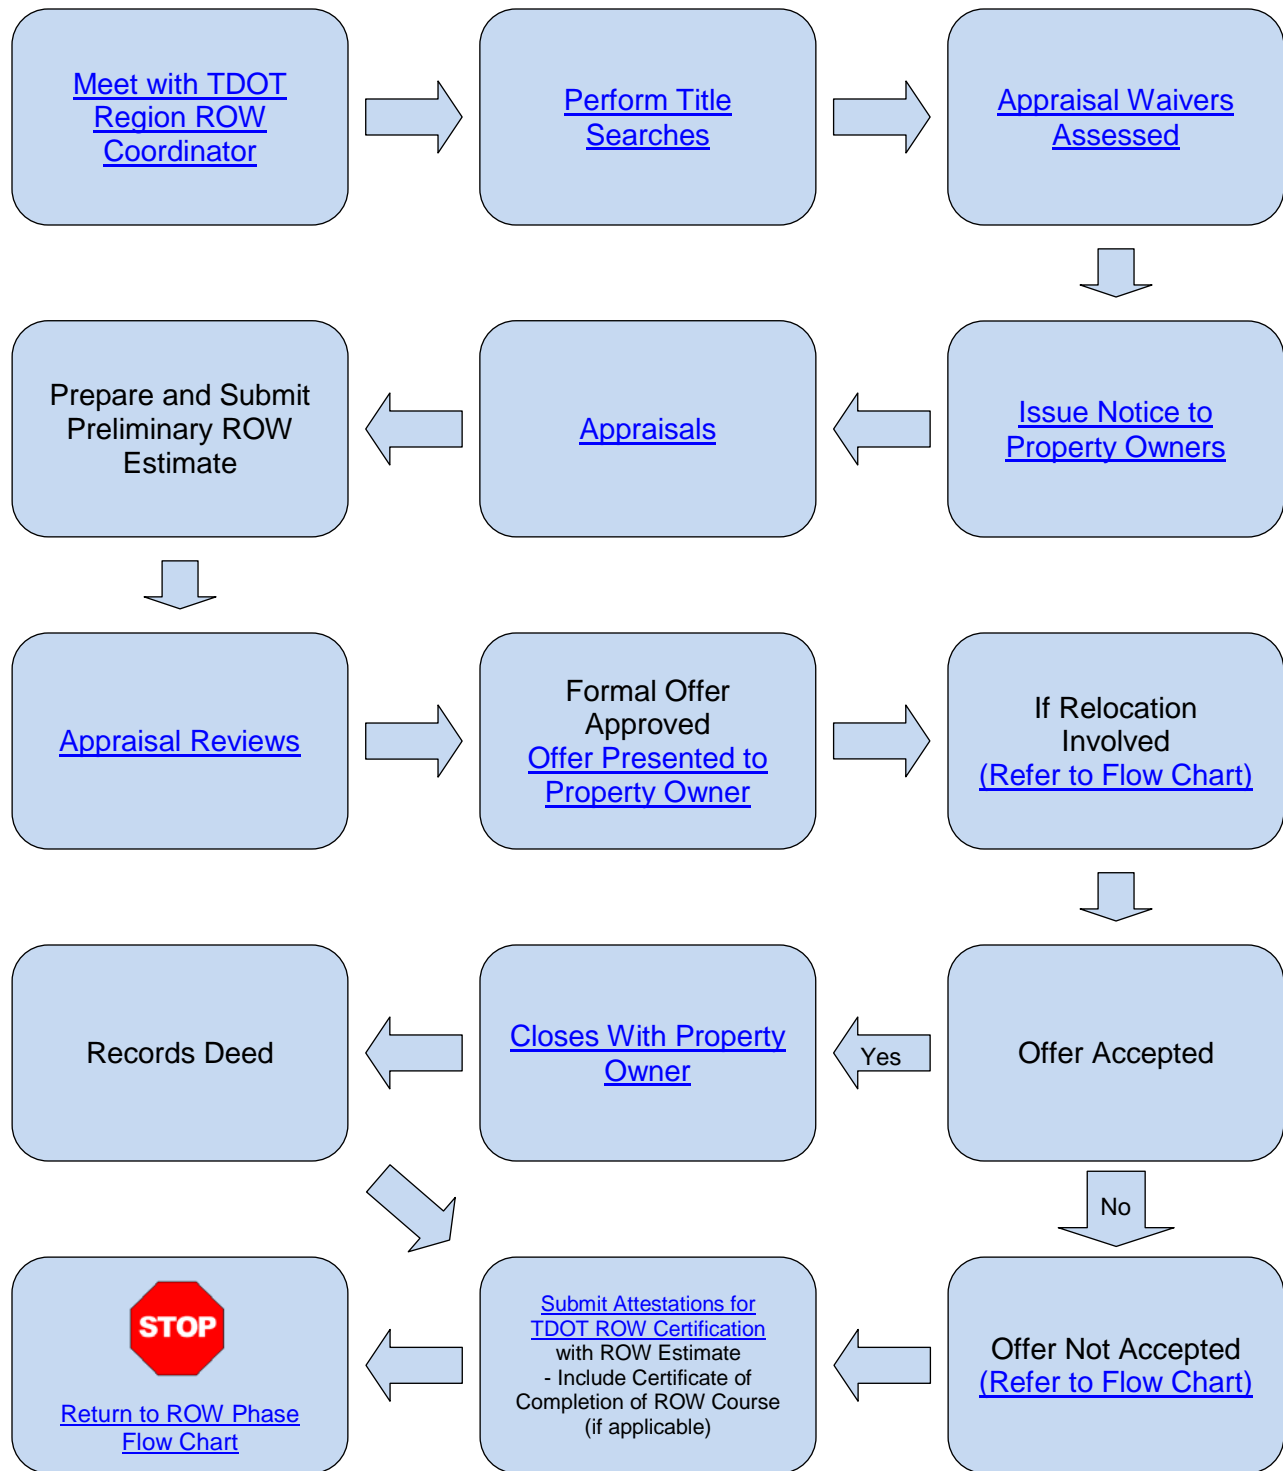 Meet with TDOT
Region ROW
Coordinator
Perform Title
Searches
Appraisal Waivers
Assessed
Issue Notice to
Property Owners
Appraisals
Prepare and Submit
Preliminary ROW
Estimate
Appraisal Reviews
Formal Offer
Approved
Offer Presented to
Property Owner
If Relocation
Involved
(Refer to Flow Chart)
Offer Accepted
Yes
Closes With Property
Owner
Records Deed
No
Offer Not Accepted
(Refer to Flow Chart)
Submit Attestations for
TDOT ROW Certification
with ROW Estimate
- Include Certificate of
Completion of ROW Course
(if applicable)
STOP
Return to ROW Phase
Flow Chart